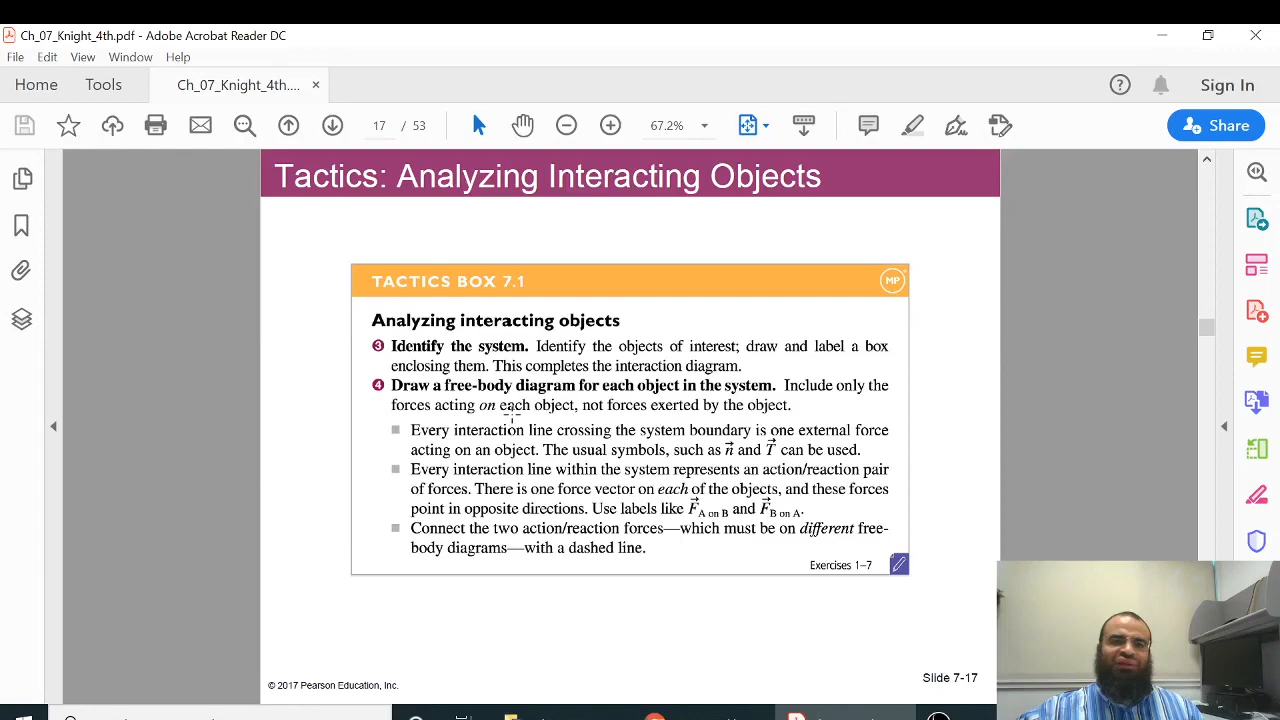 Ch_07_Knight_4th.pdf - Adobe Acrobat Reader DC
File Edit View Window Help
Home Tools Ch_07_Knight_4th.... × Sign In
17 / 53 67.2% Share
Tactics: Analyzing Interacting Objects
TACTICS BOX 7.1 MP
Analyzing interacting objects
3 Identify the system. Identify the objects of interest; draw and label a box
enclosing them. This completes the interaction diagram.
4 Draw a free-body diagram for each object in the system. Include only the
forces acting on each object, not forces exerted by the object.
■ Every interaction line crossing the system boundary is one external force
acting on an object. The usual symbols, such as n⃗ and T⃗ can be used.
■ Every interaction line within the system represents an action/reaction pair
of forces. There is one force vector on each of the objects, and these forces
point in opposite directions. Use labels like F⃗ A on B and F⃗ B on A.
■ Connect the two action/reaction forces—which must be on different free-
body diagrams—with a dashed line.
Exercises 1–7
Slide 7-17
© 2017 Pearson Education, Inc.